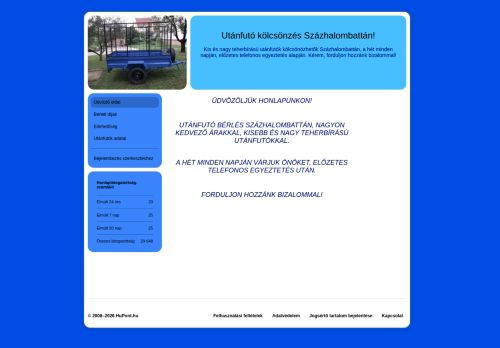 Utánfutó kölcsönzés Százhalombattán!
Kis és nagy teherbírású utánfutók kölcsönözhetők Százhalombattán, a hét minden
napján, előzetes telefonos egyeztetés alapján. Kérem, forduljon hozzánk bizalommal!
Üdvözlő oldal
Bérleti díjak
Elérhetőség
Utánfutók adatai
Bejelentkezés szerkesztéshez
ÜDVÖZÖLJÜK HONLAPUNKON!
UTÁNFUTÓ BÉRLÉS SZÁZHALOMBATTÁN, NAGYON
KEDVEZŐ ÁRAKKAL, KISEBB ÉS NAGY TEHERBÍRÁSÚ
UTÁNFUTÓKKAL.
A HÉT MINDEN NAPJÁN VÁRJUK ÖNÖKET, ELŐZETES
TELEFONOS EGYEZTETÉS UTÁN.
FORDULJON HOZZÁNK BIZALOMMAL!
Honlaplátogatottság
számláló
Elmúlt 24 óra
Elmúlt 7 nap 25
Elmúlt 30 nap 25
Összes látogatottság 29 649
© 2008–2026 HuPont.hu
Felhasználási feltételek Adatvédelem Jogsértő tartalom bejelentése Kapcsolat